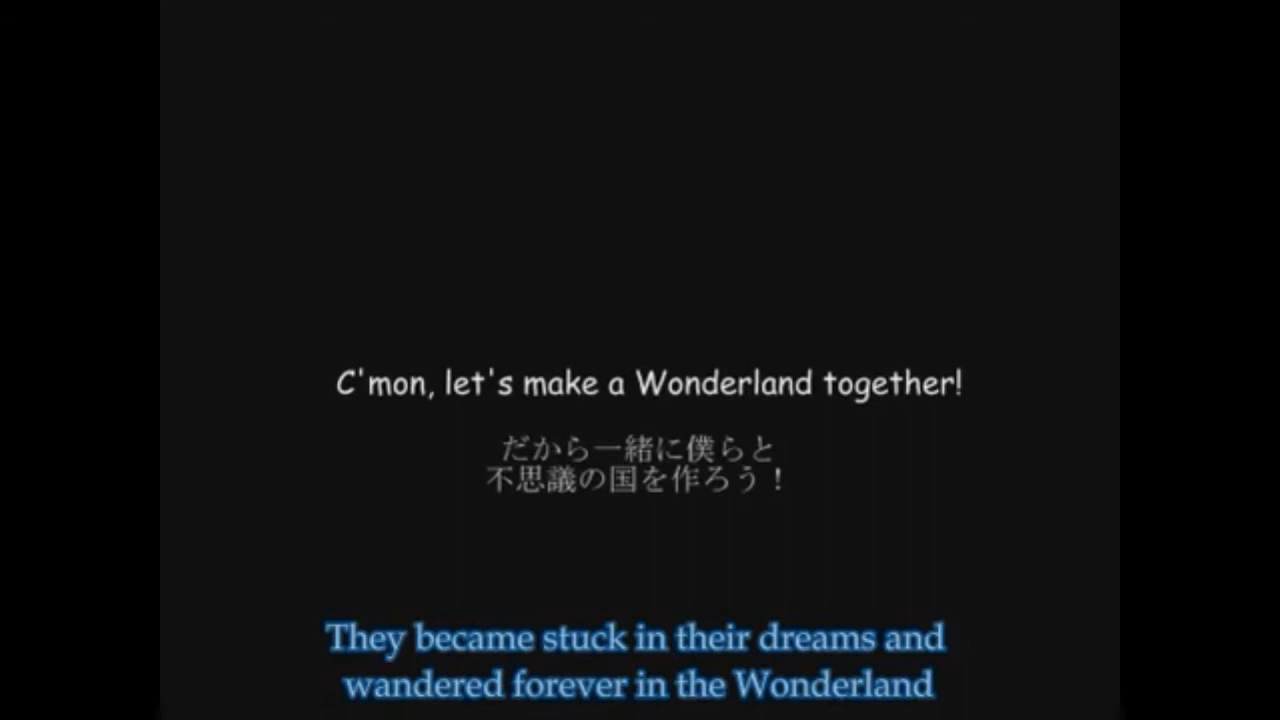 C'mon, let's make a Wonderland together!
だから一緒に僕らと
不思議の国を作ろう！
They became stuck in their dreams and
wandered forever in the Wonderland